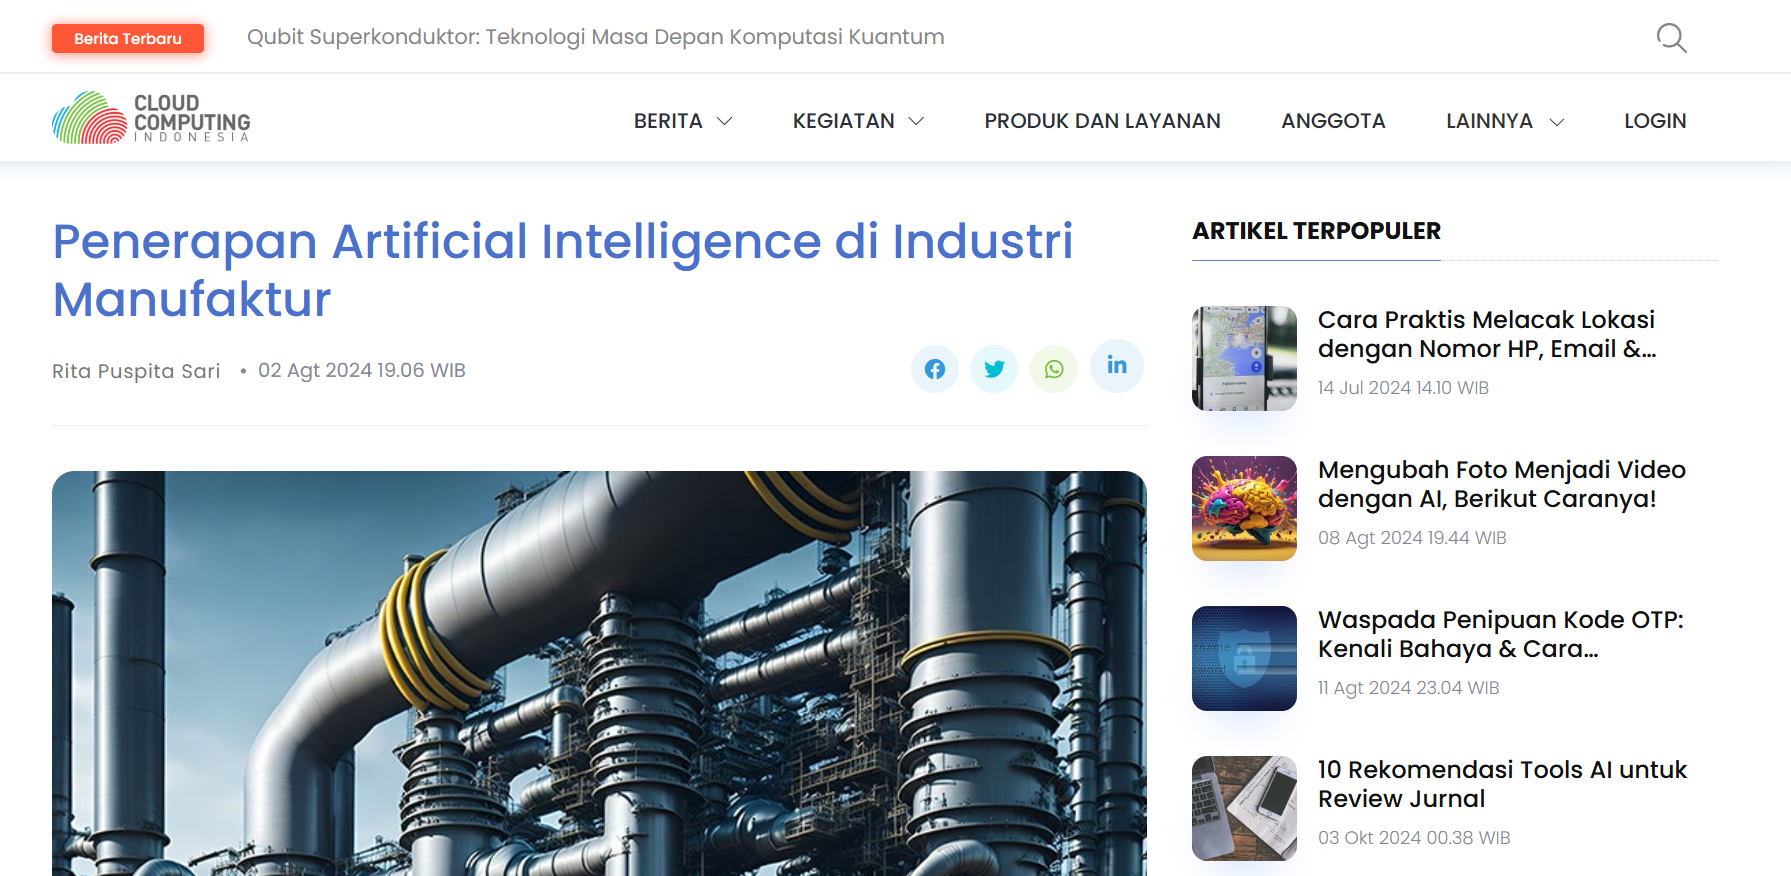 Berita Terbaru
Qubit Superkonduktor: Teknologi Masa Depan Komputasi Kuantum
CLOUD
COMPUTING
INDONESIA
BERITA
KEGIATAN
PRODUK DAN LAYANAN
ANGGOTA
LAINNYA
LOGIN
Penerapan Artificial Intelligence di Industri
Manufaktur
Rita Puspita Sari • 02 Agt 2024 19.06 WIB
ARTIKEL TERPOPULER
Cara Praktis Melacak Lokasi
dengan Nomor HP, Email &...
14 Jul 2024 14.10 WIB
Mengubah Foto Menjadi Video
dengan AI, Berikut Caranya!
08 Agt 2024 19.44 WIB
Waspada Penipuan Kode OTP:
Kenali Bahaya & Cara...
11 Agt 2024 23.04 WIB
10 Rekomendasi Tools AI untuk
Review Jurnal
03 Okt 2024 00.38 WIB